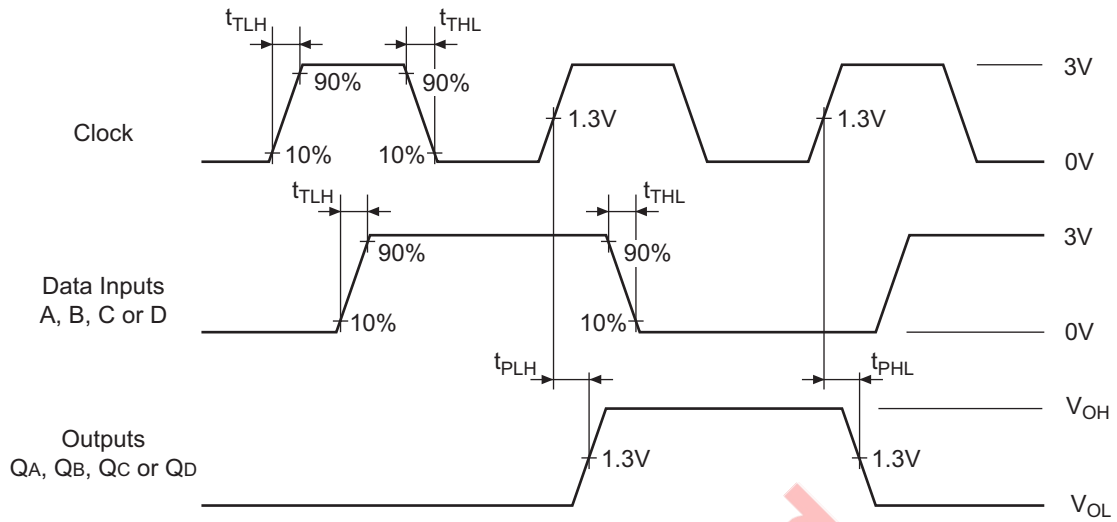 tTLH
tTHL
90%
90%
3V
Clock
1.3V
1.3V
10%
10%
0V
tTLH
tTHL
3V
90%
90%
Data Inputs
A, B, C or D
10%
10%
0V
tPLH
tPHL
VOH
Outputs
QA, QB, QC or QD
1.3V
1.3V
VOL